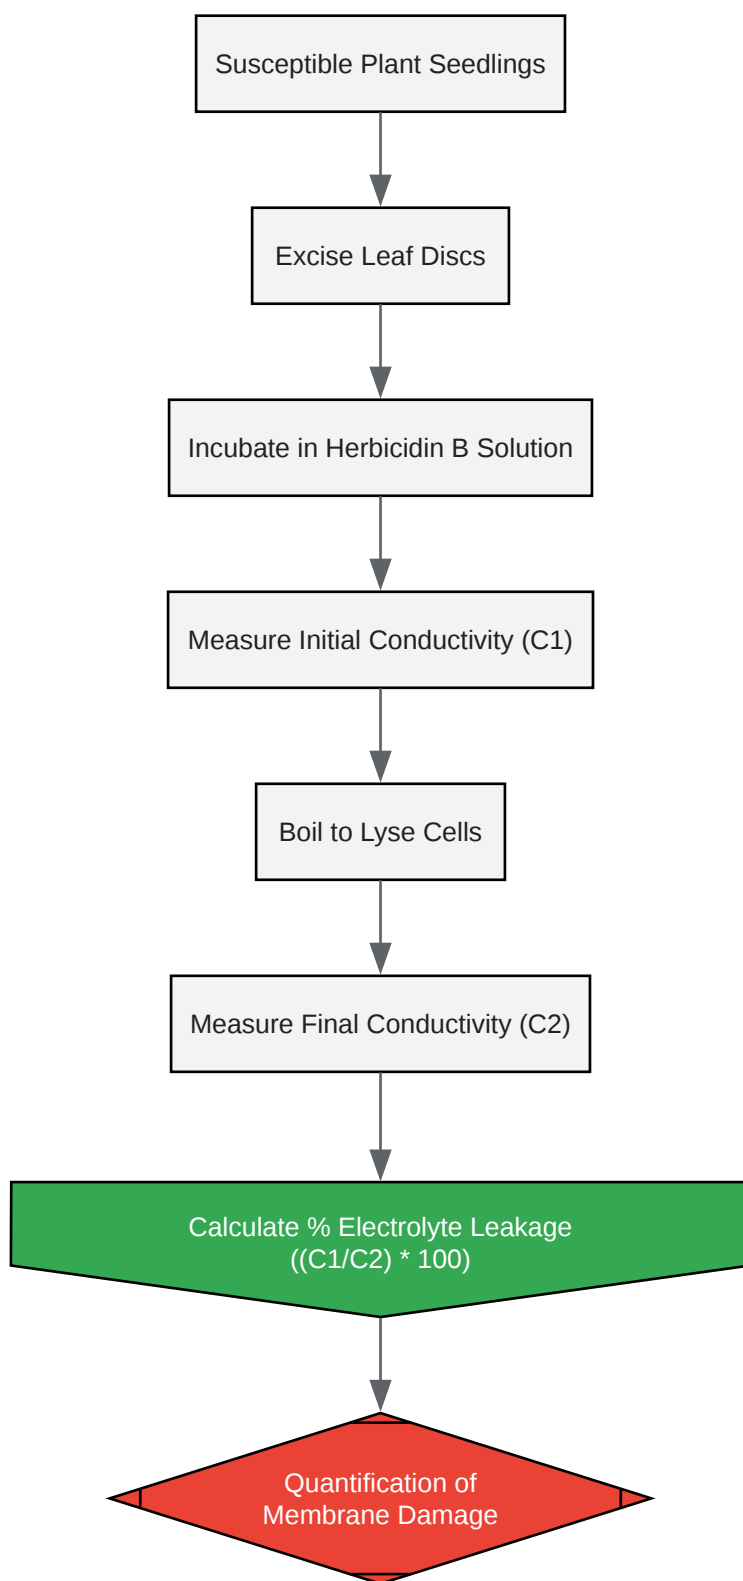 Susceptible Plant Seedlings
Excise Leaf Discs
Incubate in Herbicidin B Solution
Measure Initial Conductivity (C1)
Boil to Lyse Cells
Measure Final Conductivity (C2)
Calculate % Electrolyte Leakage
((C1/C2) * 100)
Quantification of
Membrane Damage